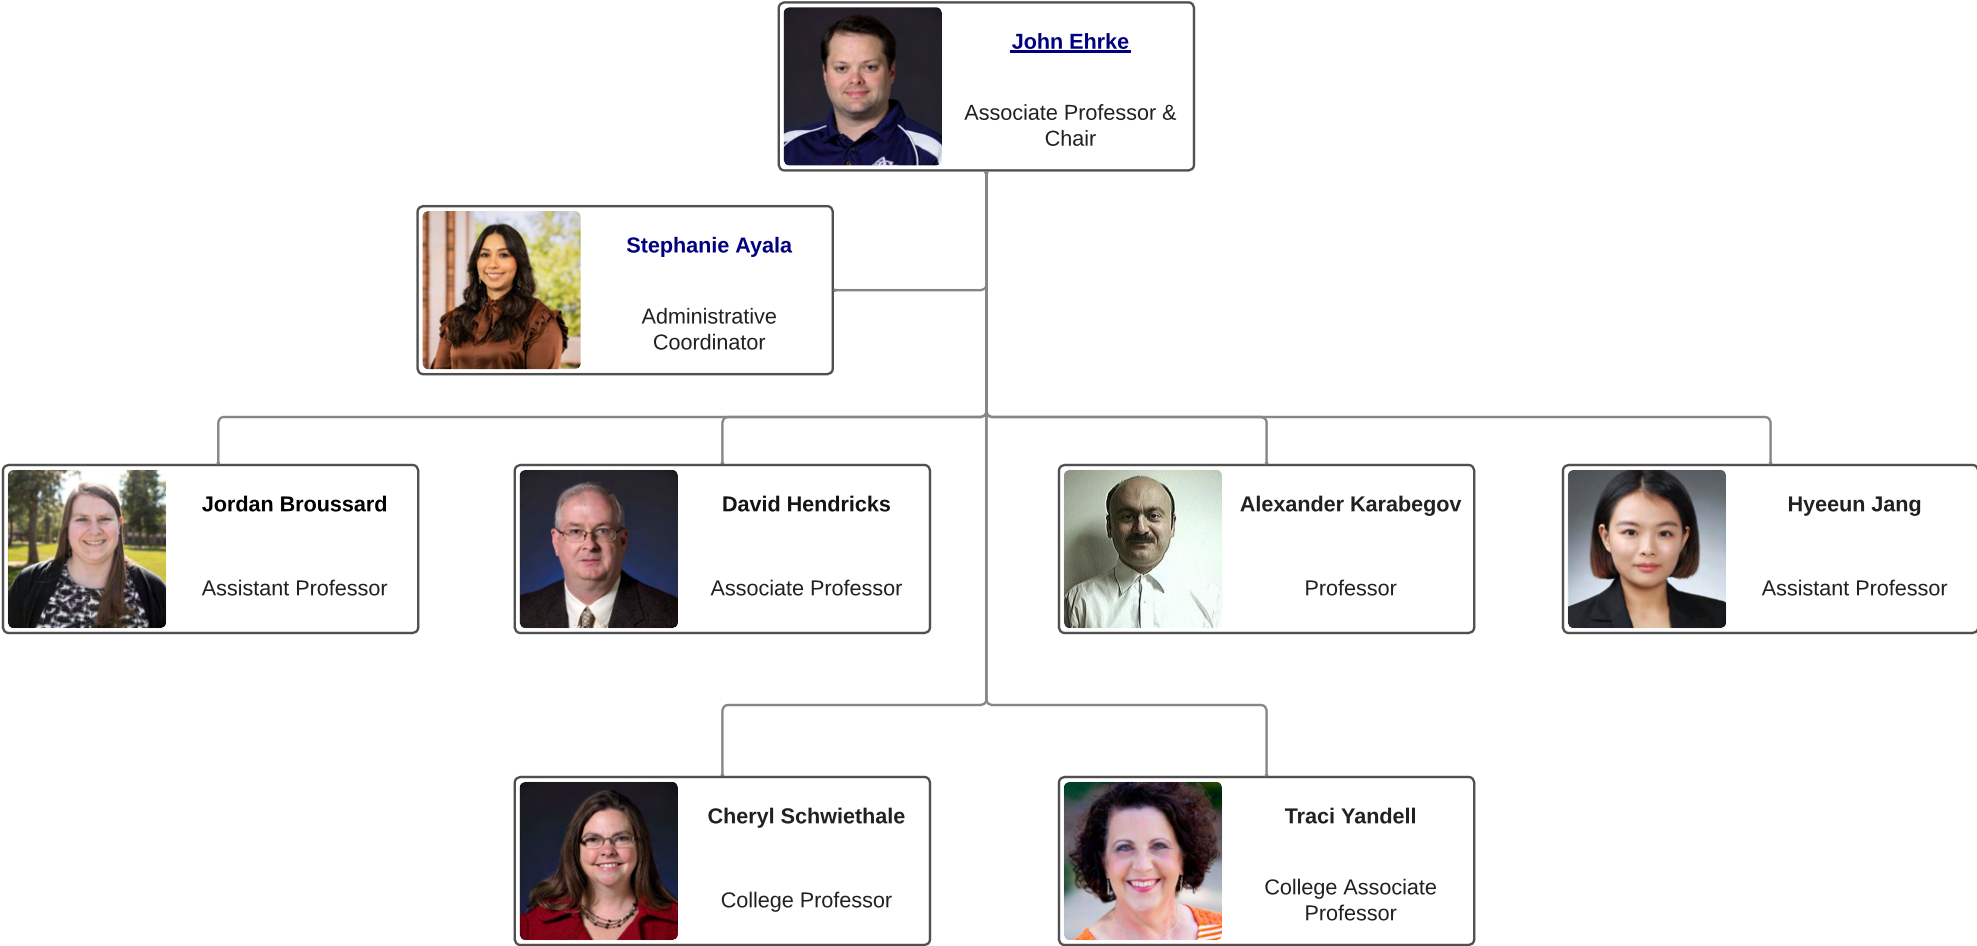 John Ehrke
Associate Professor &
Chair
Stephanie Ayala
Administrative
Coordinator
Jordan Broussard
Assistant Professor
David Hendricks
Associate Professor
Alexander Karabegov
Professor
Hyeeun Jang
Assistant Professor
Cheryl Schwiethale
College Professor
Traci Yandell
College Associate
Professor